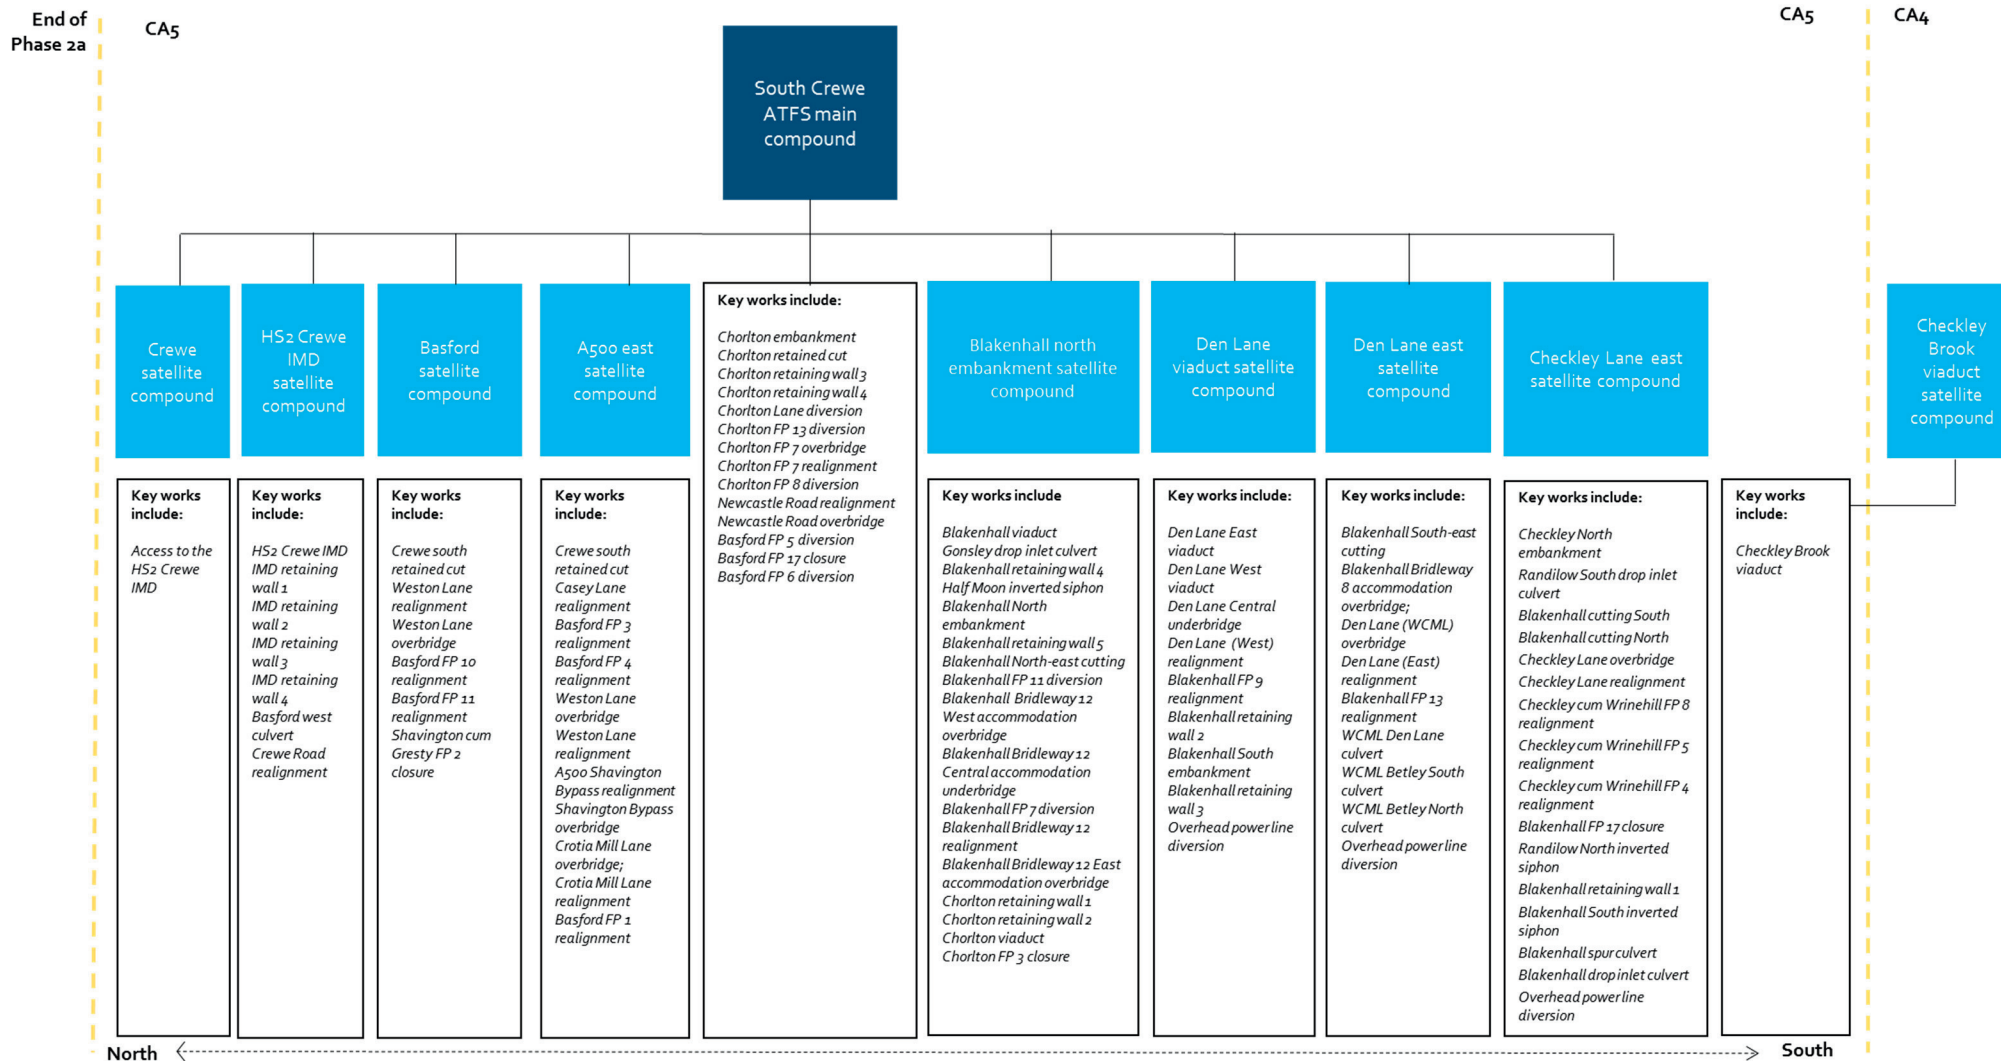 End of
Phase 2a
CA5
CA5
CA4
South Crewe
ATFS main
compound
Crewe
satellite
compound
HS2 Crewe
IMD
satellite
compound
Basford
satellite
compound
A500 east
satellite
compound
Blakenhall north
embankment satellite
compound
Den Lane
viaduct satellite
compound
Den Lane east
satellite
compound
Checkley Lane east
satellite compound
Checkley
Brook
viaduct
satellite
compound
Key works
include:
Access to the
HS2 Crewe
IMD
Key works
include:
HS2 Crewe IMD
IMD retaining
wall 1
IMD retaining
wall 2
IMD retaining
wall 3
IMD retaining
wall 4
Basford west
culvert
Crewe Road
realignment
Key works
include:
Crewe south
retained cut
Weston Lane
realignment
Weston Lane
overbridge
Basford FP 10
realignment
Basford FP 11
realignment
Shavington cum
Gresty FP 2
closure
Key works
include:
Crewe south
retained cut
Casey Lane
realignment
Basford FP 3
realignment
Basford FP 4
realignment
Weston Lane
overbridge
Weston Lane
realignment
A500 Shavington
Bypass realignment
Shavington Bypass
overbridge
Crotia Mill Lane
overbridge;
Crotia Mill Lane
realignment
Basford FP 1
realignment
Key works include:
Chorlton embankment
Chorlton retained cut
Chorlton retaining wall 3
Chorlton retaining wall 4
Chorlton Lane diversion
Chorlton FP 13 diversion
Chorlton FP 7 overbridge
Chorlton FP 7 realignment
Chorlton FP 8 diversion
Newcastle Road realignment
Newcastle Road overbridge
Basford FP 5 diversion
Basford FP 17 closure
Basford FP 6 diversion
Key works include
Blakenhall viaduct
Gonsley drop inlet culvert
Blakenhall retaining wall 4
Half Moon inverted siphon
Blakenhall North
embankment
Blakenhall retaining wall 5
Blakenhall North-east cutting
Blakenhall FP 11 diversion
Blakenhall Bridleway 12
West accommodation
overbridge
Blakenhall Bridleway 12
Central accommodation
underbridge
Blakenhall FP 7 diversion
Blakenhall Bridleway 12
realignment
Blakenhall Bridleway 12 East
accommodation overbridge
Chorlton retaining wall 1
Chorlton retaining wall 2
Chorlton viaduct
Chorlton FP 3 closure
Key works include:
Den Lane East
viaduct
Den Lane West
viaduct
Den Lane Central
underbridge
Den Lane (West)
realignment
Blakenhall FP 9
realignment
Blakenhall retaining
wall 2
Blakenhall South
embankment
Blakenhall retaining
wall 3
Overhead power line
diversion
Key works include:
Blakenhall South-east
cutting
Blakenhall Bridleway
8 accommodation
overbridge;
Den Lane (WCML)
overbridge
Den Lane (East)
realignment
Blakenhall FP 13
realignment
WCML Den Lane
culvert
WCML Betley South
culvert
WCML Betley North
culvert
Overhead power line
diversion
Key works include:
Checkley North
embankment
Randilow South drop inlet
culvert
Blakenhall cutting South
Blakenhall cutting North
Checkley Lane overbridge
Checkley Lane realignment
Checkley cum Wrinehill FP 8
realignment
Checkley cum Wrinehill FP 5
realignment
Checkley cum Wrinehill FP 4
realignment
Blakenhall FP 17 closure
Randilow North inverted
siphon
Blakenhall retaining wall 1
Blakenhall South inverted
siphon
Blakenhall spur culvert
Blakenhall drop inlet culvert
Overhead power line
diversion
Key works
include:
Checkley Brook
viaduct
North
South